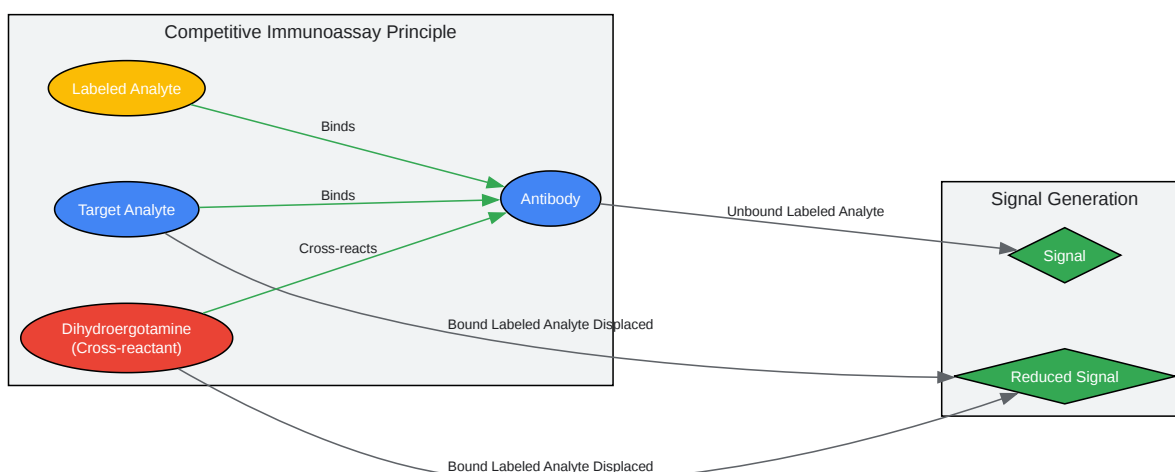 Competitive Immunoassay Principle
Labeled Analyte
Binds
Target Analyte
Binds
Antibody
Cross-reacts
Dihydroergotamine
(Cross-reactant)
Unbound Labeled Analyte
Bound Labeled Analyte Displaced
Bound Labeled Analyte Displaced
Signal Generation
Signal
Reduced Signal